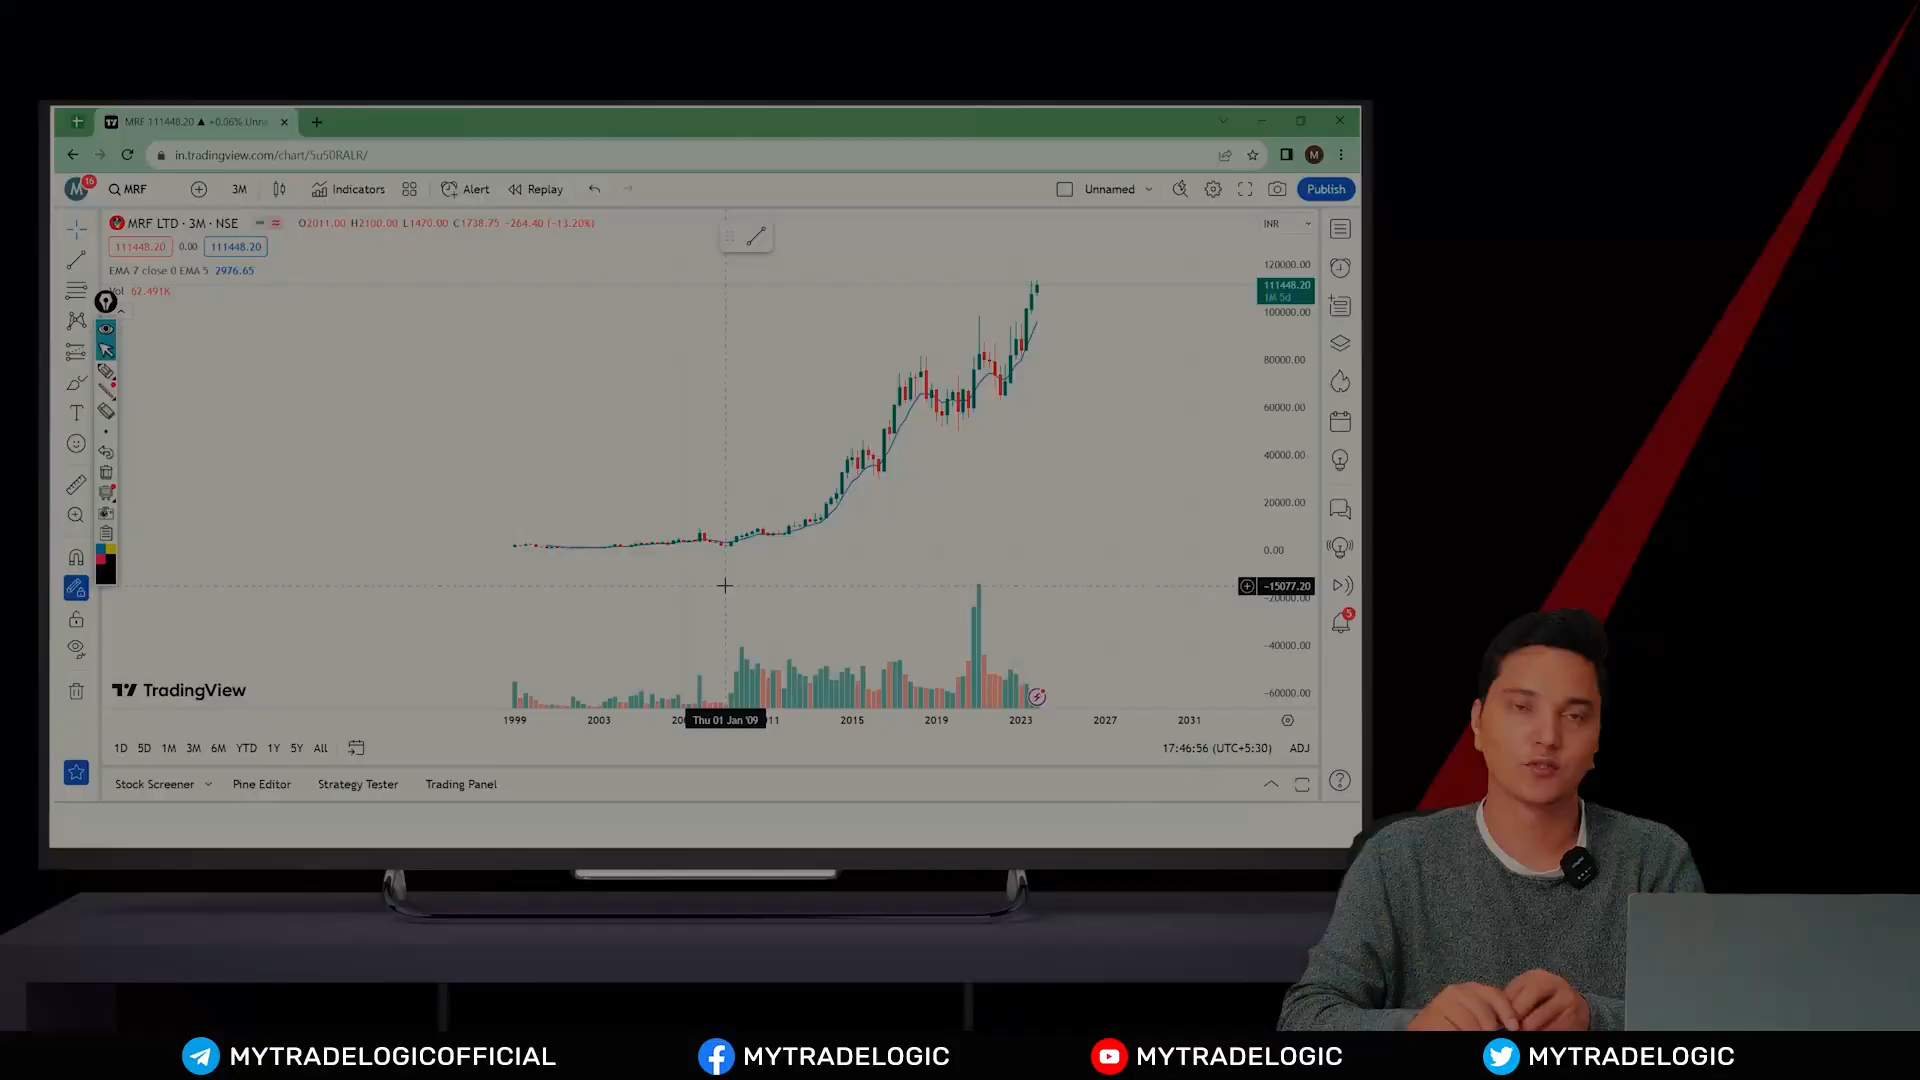 MRF 111448.20 ▲ +0.06% Unna
in.tradingview.com/chart/5u50RALR/
M
M 16 MRF 3M Indicators Alert Replay Unnamed Publish
MRF LTD · 3M · NSE O2011.00 H2100.00 L1470.00 C1738.75 -264.40 (-13.20%)
INR
111448.20 0.00 111448.20
EMA 7 close 0 EMA 5 2976.65
Vol 62.491K
120000.00
111448.20
1M 5d
100000.00
80000.00
60000.00
40000.00
20000.00
0.00
-15077.20
-20000.00
-40000.00
-60000.00
5
TradingView
1999 2003 Thu 01 Jan '09 2015 2019 2023 2027 2031
1D 5D 1M 3M 6M YTD 1Y 5Y All 17:46:56 (UTC+5:30) ADJ
Stock Screener Pine Editor Strategy Tester Trading Panel
MYTRADELOGICOFFICIAL MYTRADELOGIC MYTRADELOGIC MYTRADELOGIC